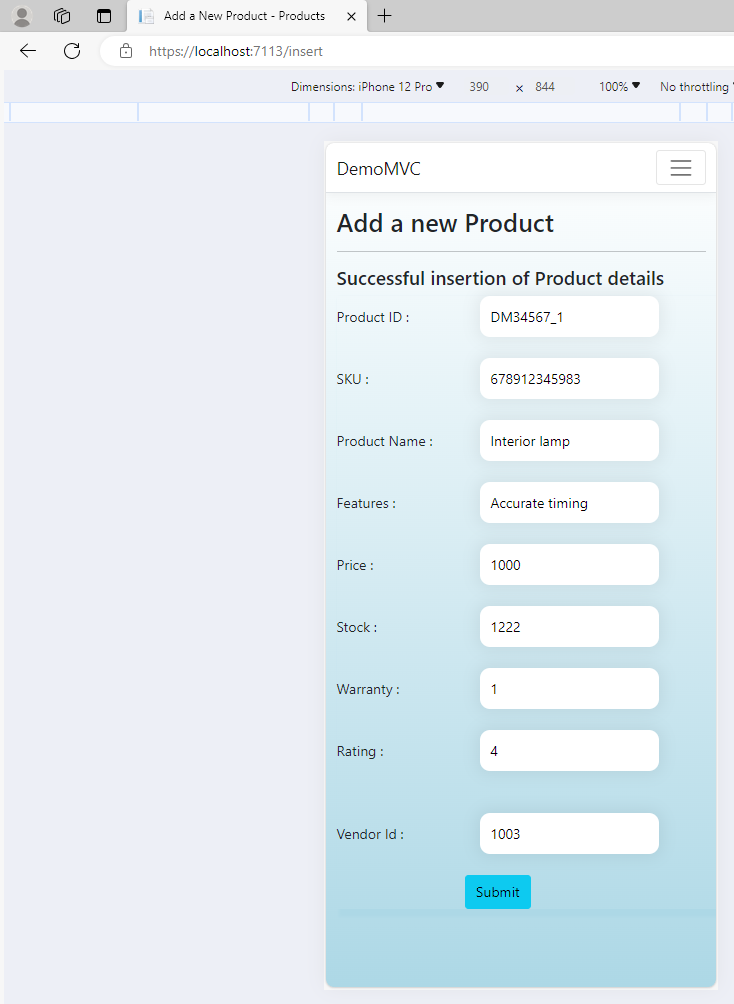 Add a New Product - Products
https://localhost:7113/insert
Dimensions: iPhone 12 Pro 390 x 844 100% No throttling
DemoMVC
Add a new Product
Successful insertion of Product details
Product ID : DM34567_1
SKU : 678912345983
Product Name : Interior lamp
Features : Accurate timing
Price : 1000
Stock : 1222
Warranty : 1
Rating : 4
Vendor Id : 1003
Submit